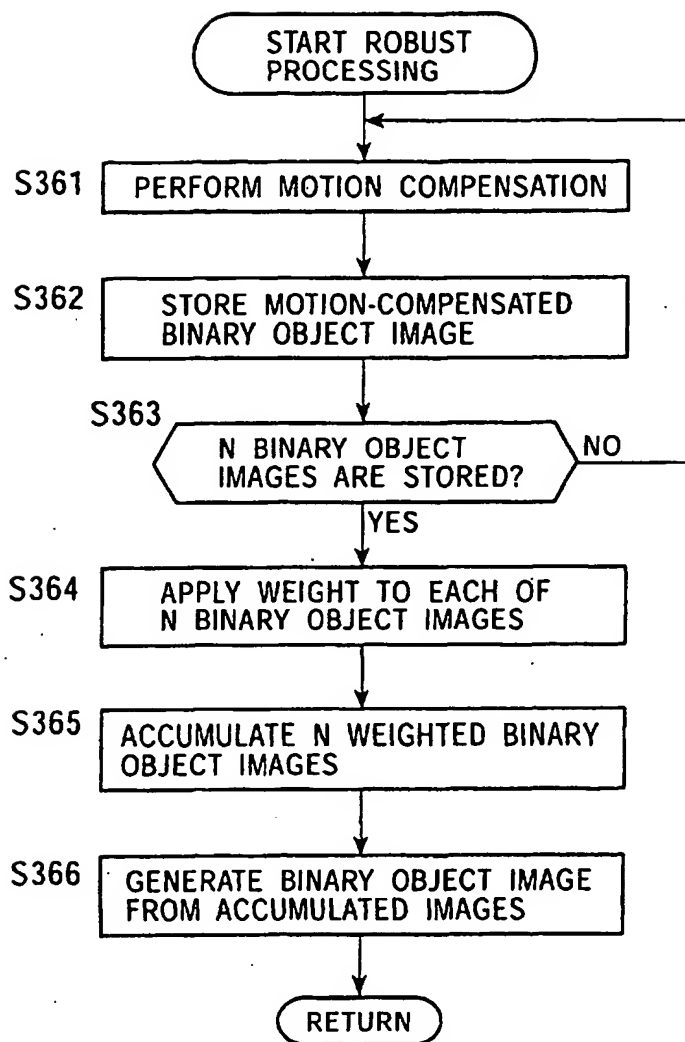 START ROBUST
PROCESSING
S361
PERFORM MOTION COMPENSATION
S362
STORE MOTION-COMPENSATED
BINARY OBJECT IMAGE
S363
N BINARY OBJECT
IMAGES ARE STORED?
NO
YES
S364
APPLY WEIGHT TO EACH OF
N BINARY OBJECT IMAGES
S365
ACCUMULATE N WEIGHTED BINARY
OBJECT IMAGES
S366
GENERATE BINARY OBJECT IMAGE
FROM ACCUMULATED IMAGES
RETURN